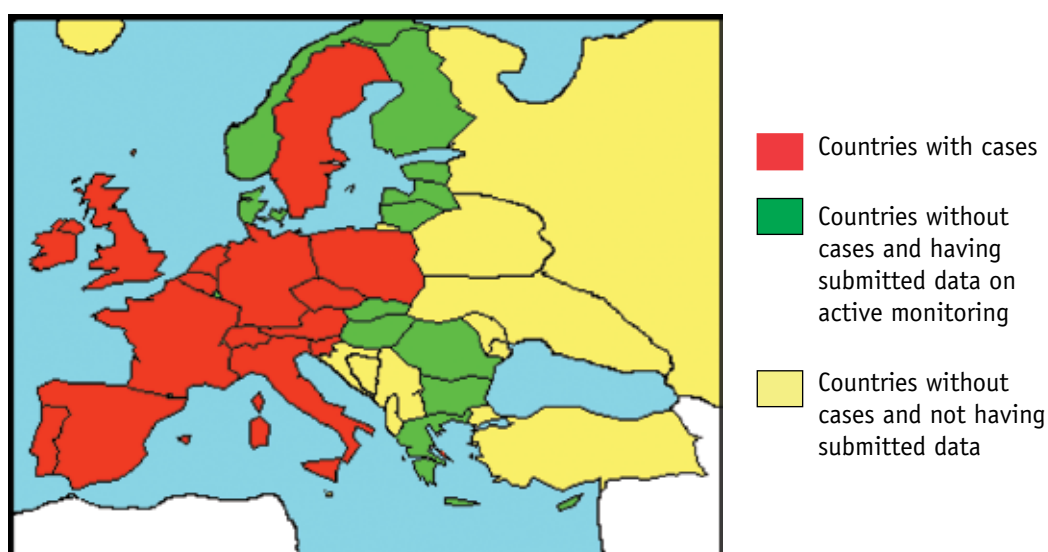 Countries with cases
Countries without
cases and having
submitted data on
active monitoring
Countries without
cases and not having
submitted data